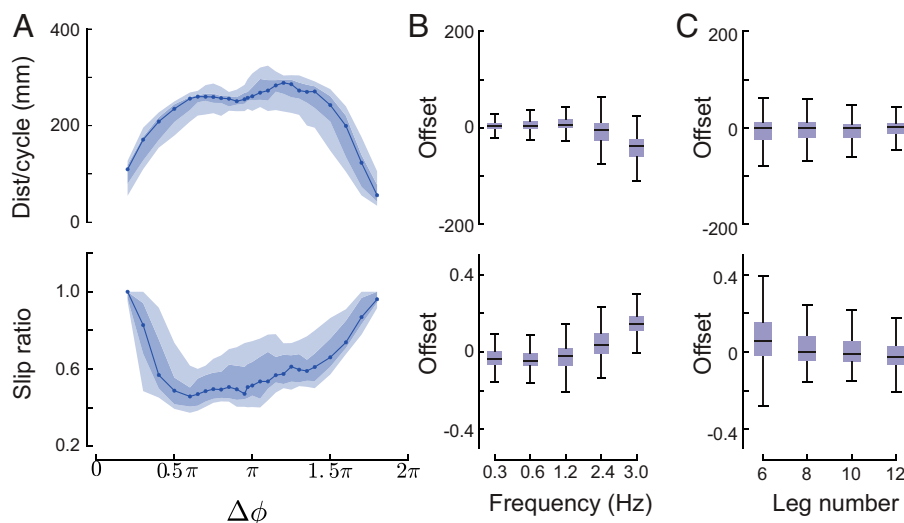 A
B
C
Dist/cycle (mm)
400
200
0
Offset
200
0
-200
Offset
200
0
-200
Slip ratio
1.0
0.6
0.2
Offset
0.4
0
-0.4
Offset
0.4
0
-0.4
0 0.5π π 1.5π 2π
Δϕ
0.3 0.6 1.2 2.4 3.0
Frequency (Hz)
6 8 10 12
Leg number